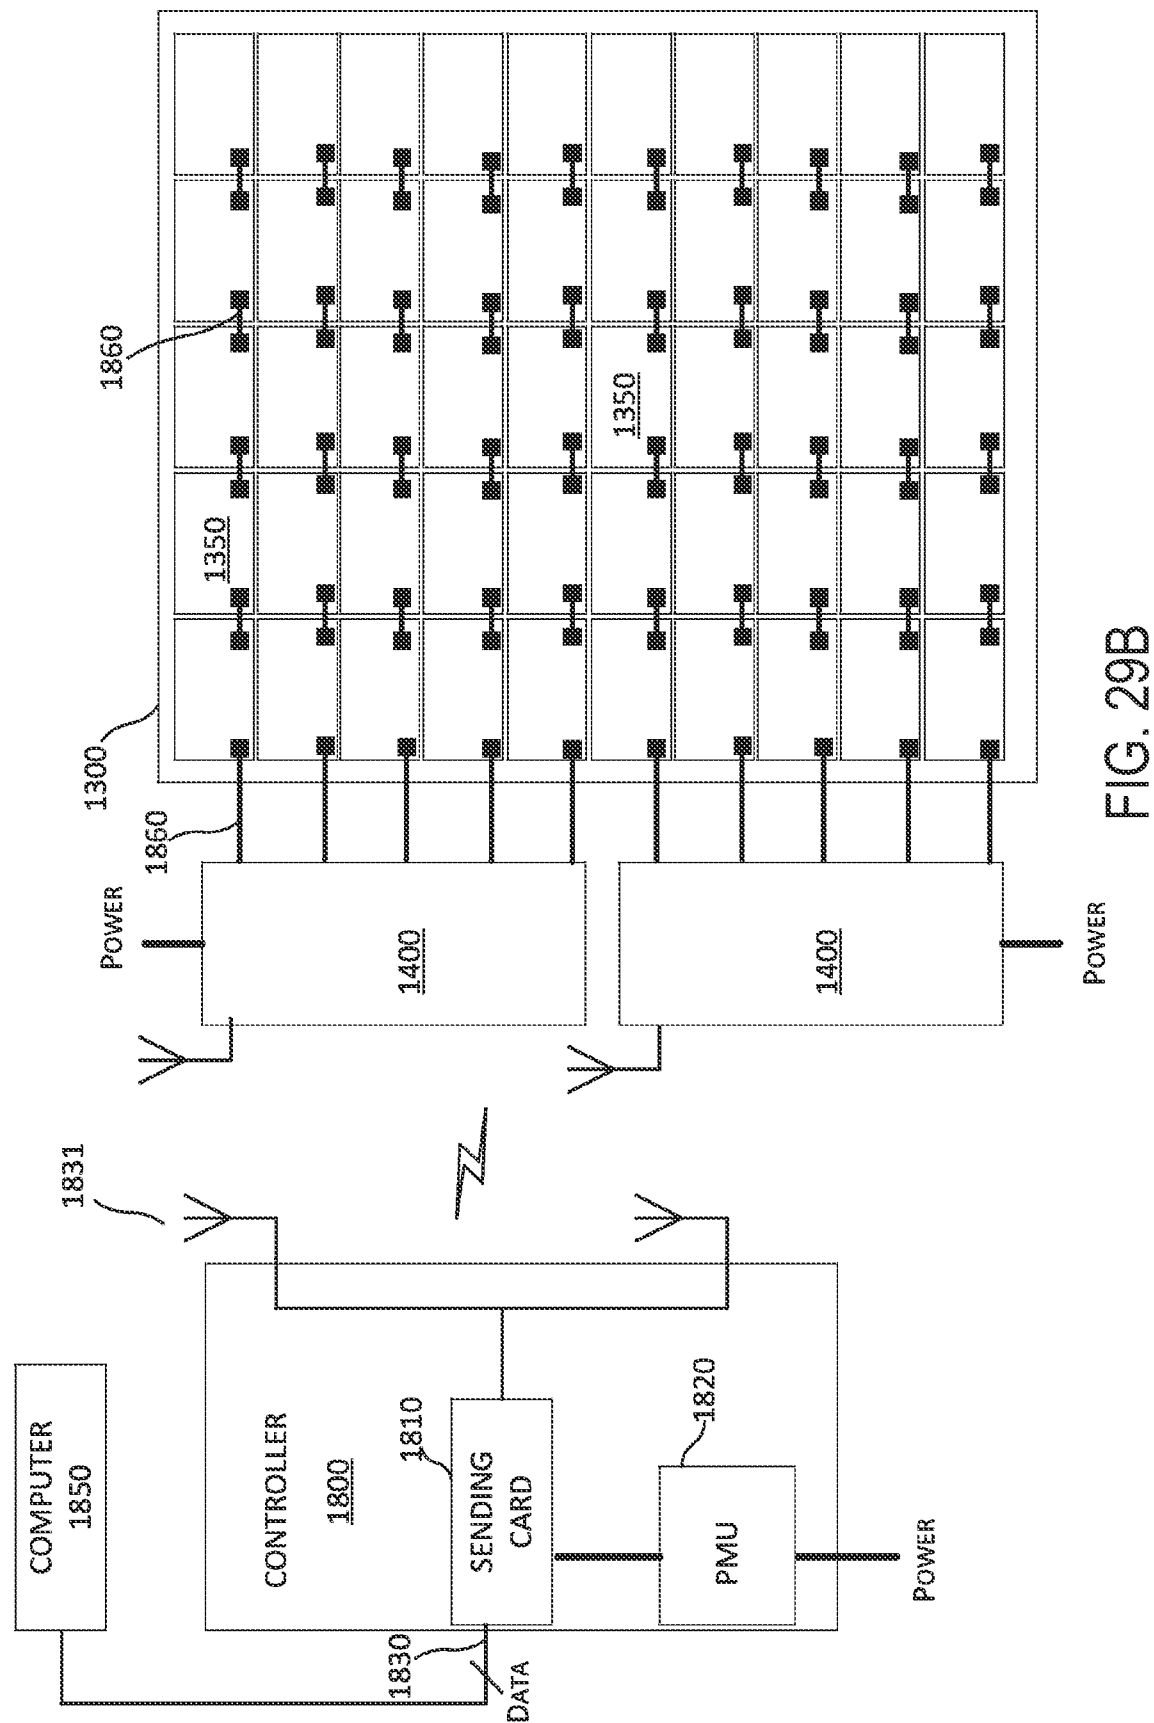 COMPUTER
1850
CONTROLLER
1800
SENDING
CARD
1810
PMU
1820
POWER
1830
DATA
1831
POWER
1400
1400
POWER
1860
1300
1350
1860
1350
FIG. 29B